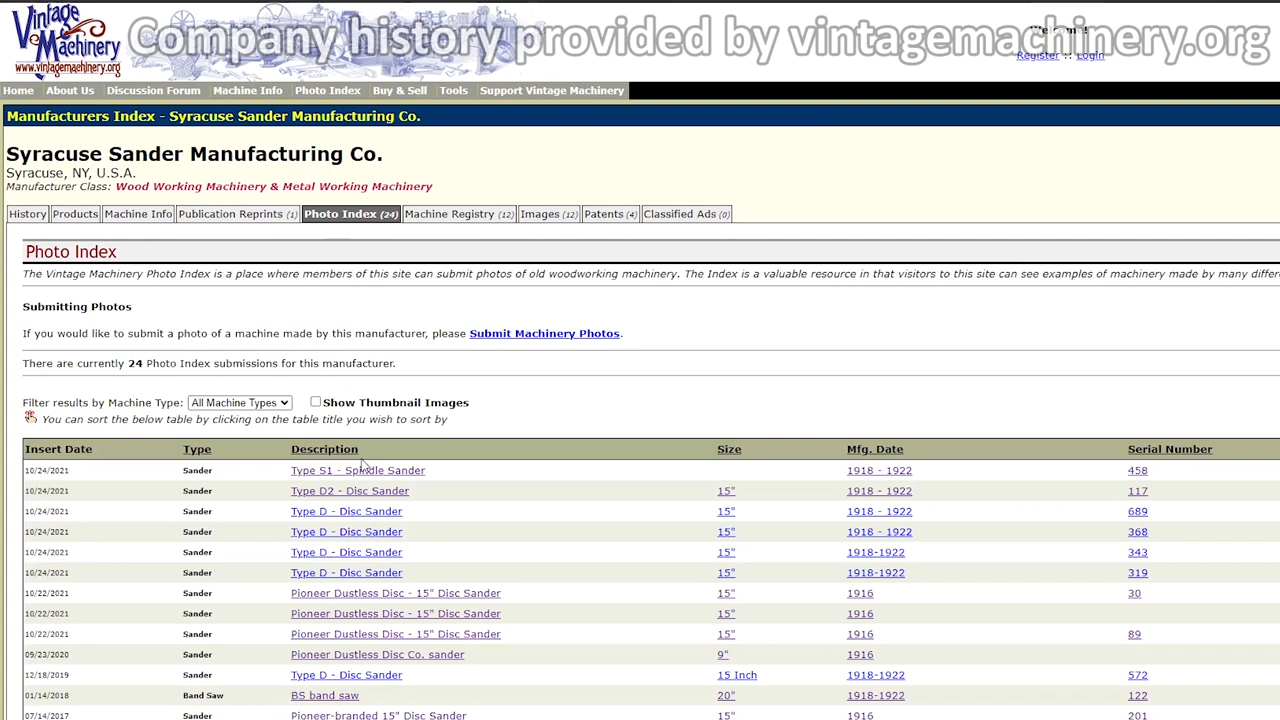 Vintage Machinery
www.vintagemachinery.org
Company history provided by vintagemachinery.org
Welcome!
Register :: Login
Home About Us Discussion Forum Machine Info Photo Index Buy & Sell Tools Support Vintage Machinery
Manufacturers Index - Syracuse Sander Manufacturing Co.
Syracuse Sander Manufacturing Co.
Syracuse, NY, U.S.A.
Manufacturer Class: Wood Working Machinery & Metal Working Machinery
History Products Machine Info Publication Reprints (1) Photo Index (24) Machine Registry (12) Images (12) Patents (4) Classified Ads (0)
Photo Index
The Vintage Machinery Photo Index is a place where members of this site can submit photos of old woodworking machinery. The Index is a valuable resource in that visitors to this site can see examples of machinery made by many differe
Submitting Photos
If you would like to submit a photo of a machine made by this manufacturer, please Submit Machinery Photos.
There are currently 24 Photo Index submissions for this manufacturer.
Filter results by Machine Type: All Machine Types Show Thumbnail Images
You can sort the below table by clicking on the table title you wish to sort by
Insert Date Type Description Size Mfg. Date Serial Number
10/24/2021 Sander Type S1 - Spindle Sander 1918 - 1922 458
10/24/2021 Sander Type D2 - Disc Sander 15" 1918 - 1922 117
10/24/2021 Sander Type D - Disc Sander 15" 1918 - 1922 689
10/24/2021 Sander Type D - Disc Sander 15" 1918 - 1922 368
10/24/2021 Sander Type D - Disc Sander 15" 1918-1922 343
10/24/2021 Sander Type D - Disc Sander 15" 1918-1922 319
10/22/2021 Sander Pioneer Dustless Disc - 15" Disc Sander 15" 1916 30
10/22/2021 Sander Pioneer Dustless Disc - 15" Disc Sander 15" 1916
10/22/2021 Sander Pioneer Dustless Disc - 15" Disc Sander 15" 1916 89
09/23/2020 Sander Pioneer Dustless Disc Co. sander 9" 1916
12/18/2019 Sander Type D - Disc Sander 15 Inch 1918-1922 572
01/14/2018 Band Saw BS band saw 20" 1918-1922 122
07/14/2017 Sander Pioneer-branded 15" Disc Sander 15" 1916 201